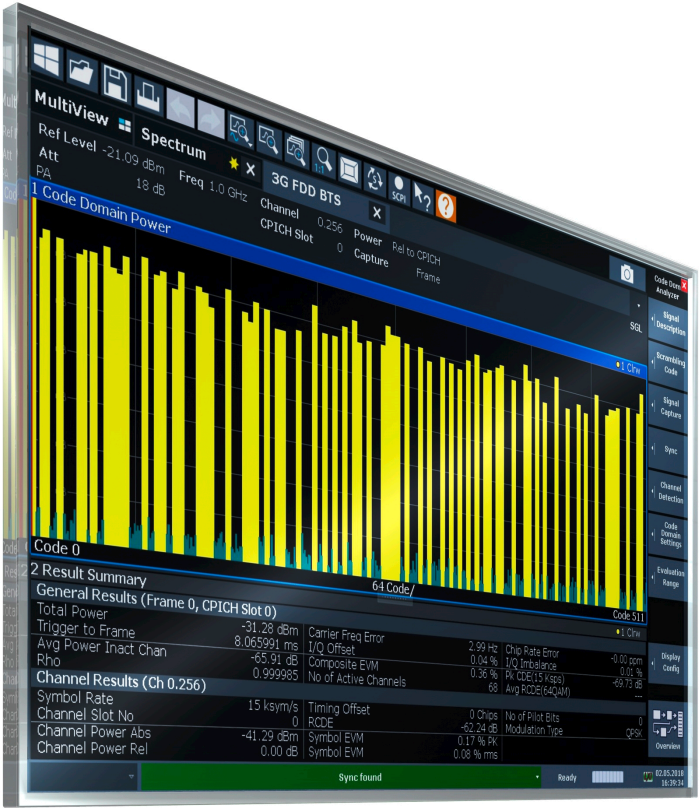 MultiView
Spectrum
3G FDD BTS
SCPI
Ref Level -21.09 dBm Freq 1.0 GHz Channel 0.256 Power Rel to CPICH
Att 18 dB CPICH Slot 0 Capture Frame
PA
SGL
1 Code Domain Power
1 Clrw
Code 0
64 Code/
Code 511
2 Result Summary
1 Clrw
General Results (Frame 0, CPICH Slot 0)
Total Power -31.28 dBm Carrier Freq Error 2.99 Hz Chip Rate Error -0.00 ppm
Trigger to Frame 8.065991 ms I/Q Offset 0.04 % I/Q Imbalance 0.01 %
Avg Power Inact Chan -65.91 dB Composite EVM 0.36 % Pk CDE(15 Ksps) -69.73 dB
Rho 0.999985 No of Active Channels 68 Avg RCDE(64QAM) ---
Channel Results (Ch 0.256)
Symbol Rate 15 ksym/s Timing Offset 0 Chips No of Pilot Bits 0
Channel Slot No 0 RCDE -62.24 dB Modulation Type QPSK
Channel Power Abs -41.29 dBm Symbol EVM 0.17 % PK
Channel Power Rel 0.00 dB Symbol EVM 0.08 % rms
Sync found
Ready
02.05.2018
16:39:34
Code Dom
Analyzer
Signal
Description
Scrambling
Code
Signal
Capture
Sync
Channel
Detection
Code
Domain
Settings
Evaluation
Range
Display
Config
Overview